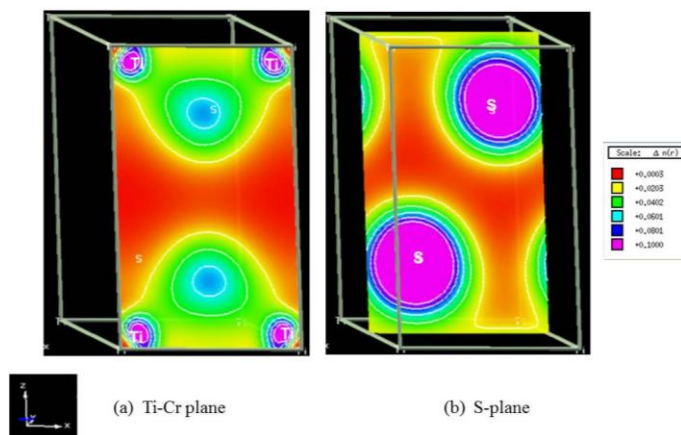 Ti
Ti
S
S
Ti
Ti
S
S
Scale: Δ n(r)
+0.0003
+0.0203
+0.0402
+0.0601
+0.0801
+0.1000
z
Y
x
(a) Ti-Cr plane
(b) S-plane